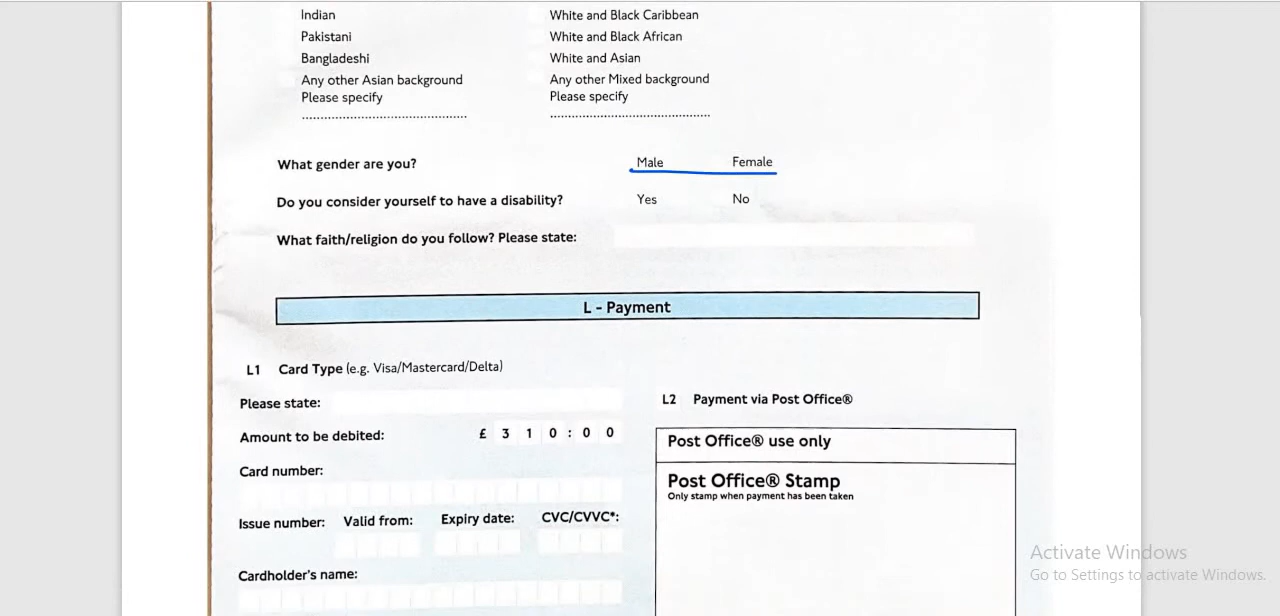 Indian
White and Black Caribbean
Pakistani
White and Black African
Bangladeshi
White and Asian
Any other Asian background
Please specify
Any other Mixed background
Please specify
What gender are you?
Male
Female
Do you consider yourself to have a disability?
Yes
No
What faith/religion do you follow? Please state:
L - Payment
L1 Card Type (e.g. Visa/Mastercard/Delta)
Please state:
Amount to be debited: £ 3 1 0 : 0 0
Card number:
Issue number: Valid from: Expiry date: CVC/CVVC*:
Cardholder's name:
L2 Payment via Post Office®
Post Office® use only
Post Office® Stamp
Only stamp when payment has been taken
Activate Windows
Go to Settings to activate Windows.